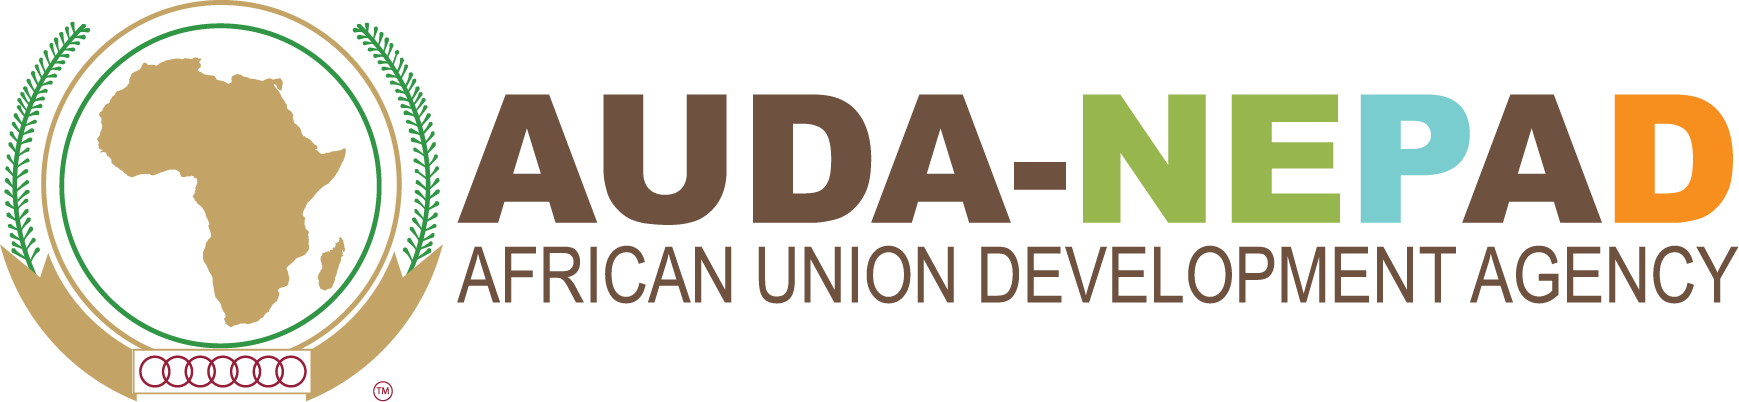 AUDA-NEPAD
AFRICAN UNION DEVELOPMENT AGENCY
TM